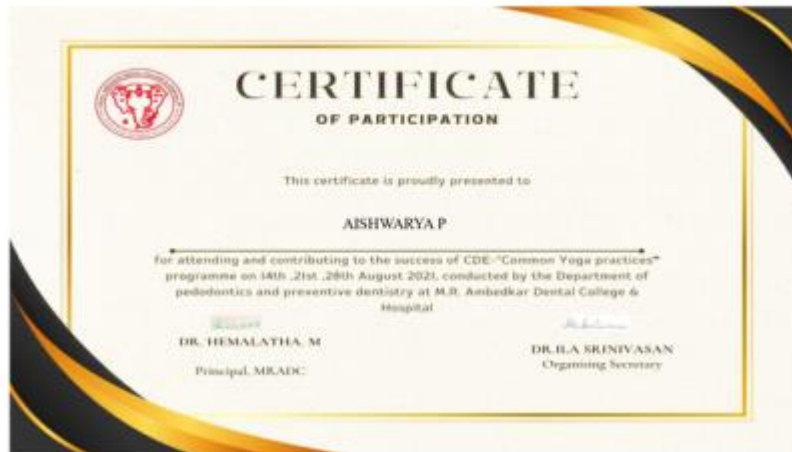 CERTIFICATE
OF PARTICIPATION
This certificate is proudly presented to
AISHWARYA P
for attending and contributing to the success of CDE-"Common Yoga practices"
programme on 14th ,21st ,28th August 2021, conducted by the Department of
pedodontics and preventive dentistry at M.R. Ambedkar Dental College &
Hospital
DR. HEMALATHA. M
Principal, MRADC
DR.ILA SRINIVASAN
Organising Secretary